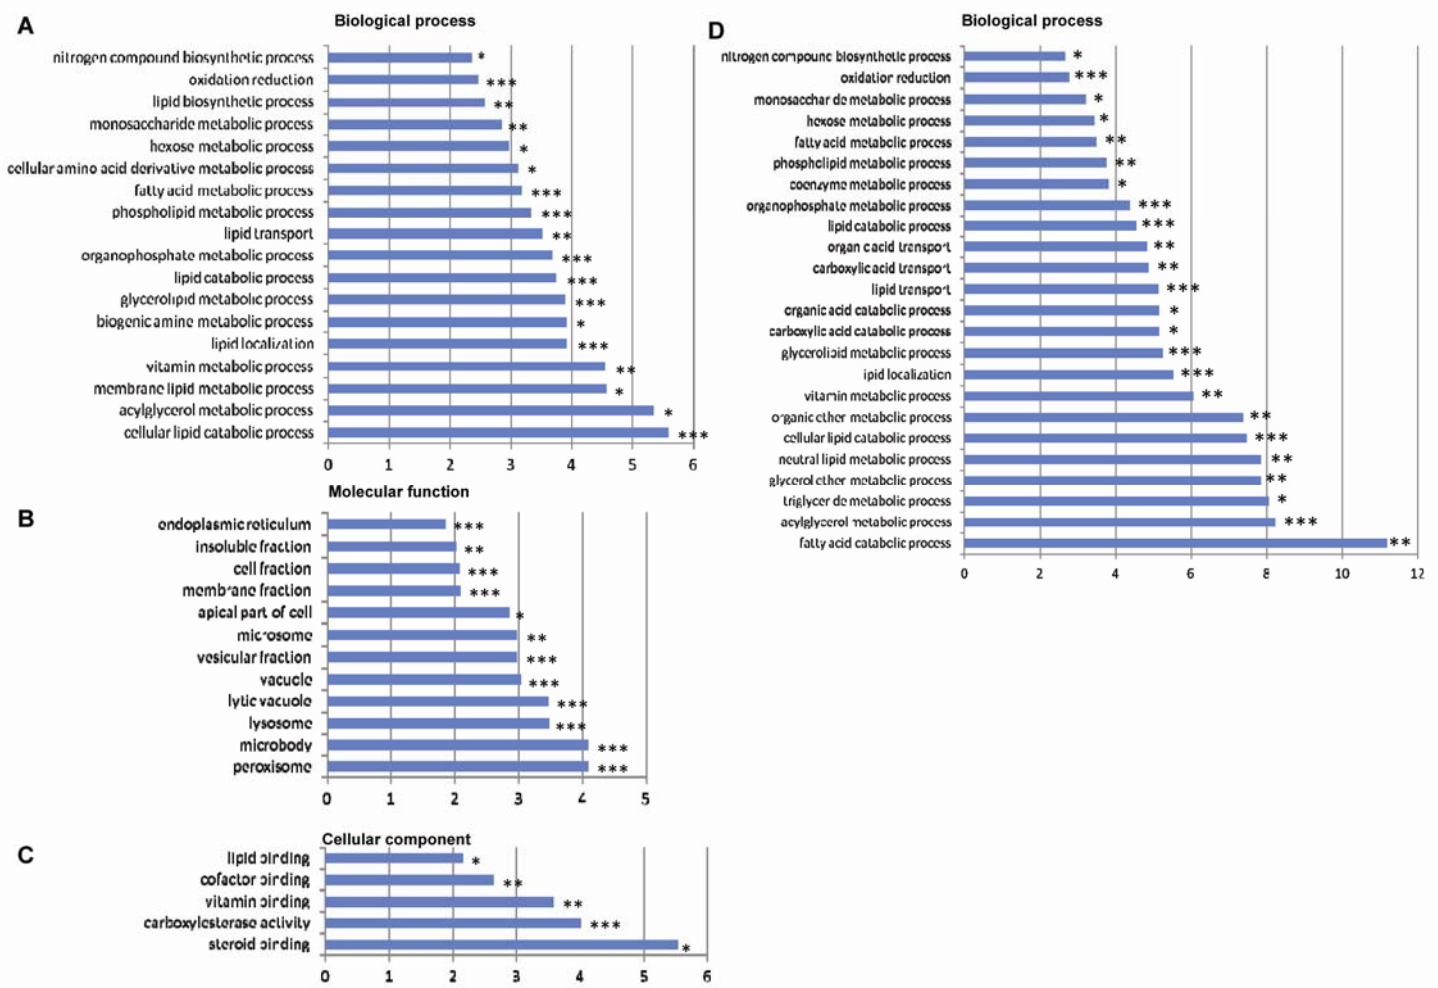 A
Biological process
nitrogen compound biosynthetic process *
oxidation reduction ***
lipid biosynthetic process **
monosaccharide metabolic process **
hexose metabolic process *
cellular amino acid derivative metabolic process *
fatty acid metabolic process ***
phospholipid metabolic process ***
lipid transport **
organophosphate metabolic process ***
lipid catabolic process ***
glycerolipid metabolic process ***
biogenic amine metabolic process *
lipid localization ***
vitamin metabolic process **
membrane lipid metabolic process *
acylglycerol metabolic process *
cellular lipid catabolic process ***
0 1 2 3 4 5 6
B
Molecular function
endoplasmic reticulum ***
insoluble fraction **
cell fraction ***
membrane fraction ***
apical part of cell *
microsome **
vesicular fraction ***
vacuole ***
lytic vacuole ***
lysosome ***
microbody ***
peroxisome ***
0 1 2 3 4 5
C
Cellular component
lipid binding *
cofactor binding **
vitamin binding **
carboxylesterase activity ***
steroid binding *
0 1 2 3 4 5 6
D
Biological process
nitrogen compound biosynthetic process *
oxidation reduction ***
monosaccharide metabolic process *
hexose metabolic process *
fatty acid metabolic process **
phospholipid metabolic process **
coenzyme metabolic process *
organophosphate metabolic process ***
lipid catabolic process ***
organic acid transport **
carboxylic acid transport **
lipid transport ***
organic acid catabolic process *
carboxylic acid catabolic process *
glycerolipid metabolic process ***
lipid localization ***
vitamin metabolic process **
organic ether metabolic process **
cellular lipid catabolic process ***
neutral lipid metabolic process **
glycerol ether metabolic process **
triglyceride metabolic process *
acylglycerol metabolic process ***
fatty acid catabolic process **
0 2 4 6 8 10 12